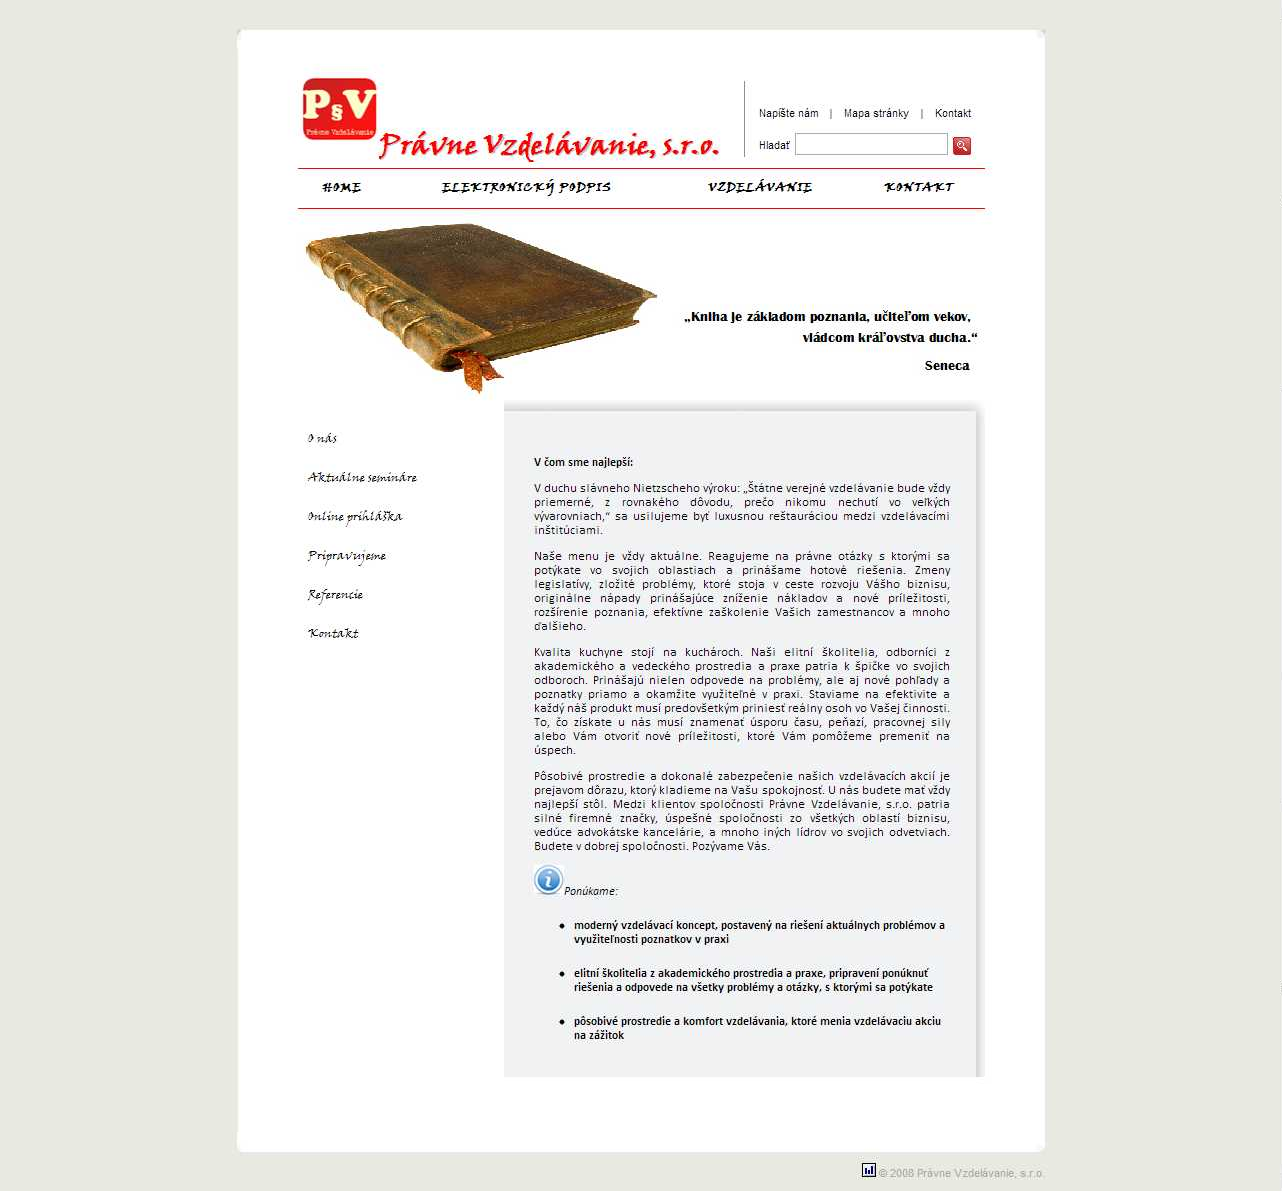 P§V
Právne Vzdelávanie
Právne Vzdelávanie, s.r.o.
Napíšte nám | Mapa stránky | Kontakt
Hladať
HOME ELEKTRONICKÝ PODPIS VZDELÁVANIE KONTAKT
„Kniha je základom poznania, učiteľom vekov,
vládcom kráľovstva ducha.“
Seneca
O nás
Aktuálne semináre
Online prihláška
Pripravujeme
Referencie
Kontakt
V čom sme najlepší:
V duchu slávneho Nietzscheho výroku: „Štátne verejné vzdelávanie bude vždy
priemerné, z rovnakého dôvodu, prečo nikomu nechutí vo veľkých
vývarovniach,“ sa usilujeme byť luxusnou reštauráciou medzi vzdelávacími
inštitúciami.
Naše menu je vždy aktuálne. Reagujeme na právne otázky s ktorými sa
potýkate vo svojich oblastiach a prinášame hotové riešenia. Zmeny
legislatívy, zložité problémy, ktoré stoja v ceste rozvoju Vášho biznisu,
originálne nápady prinášajúce zníženie nákladov a nové príležitosti,
rozšírenie poznania, efektívne zaškolenie Vašich zamestnancov a mnoho
ďalšieho.
Kvalita kuchyne stojí na kuchároch. Naši elitní školitelia, odborníci z
akademického a vedeckého prostredia a praxe patria k špičke vo svojich
odboroch. Prinášajú nielen odpovede na problémy, ale aj nové pohľady a
poznatky priamo a okamžite využiteľné v praxi. Staviame na efektivite a
každý náš produkt musí predovšetkým priniesť reálny osoh vo Vašej činnosti.
To, čo získate u nás musí znamenať úsporu času, peňazí, pracovnej sily
alebo Vám otvoriť nové príležitosti, ktoré Vám pomôžeme premeniť na
úspech.
Pôsobivé prostredie a dokonalé zabezpečenie našich vzdelávacích akcií je
prejavom dôrazu, ktorý kladieme na Vašu spokojnosť. U nás budete mať vždy
najlepší stôl. Medzi klientov spoločnosti Právne Vzdelávanie, s.r.o. patria
silné firemné značky, úspešné spoločnosti zo všetkých oblastí biznisu,
vedúce advokátske kancelárie, a mnoho iných lídrov vo svojich odvetviach.
Budete v dobrej spoločnosti. Pozývame Vás.
Ponúkame:
• moderný vzdelávací koncept, postavený na riešení aktuálnych problémov a
využiteľnosti poznatkov v praxi
• elitní školitelia z akademického prostredia a praxe, pripravení ponúknuť
riešenia a odpovede na všetky problémy a otázky, s ktorými sa potýkate
• pôsobivé prostredie a komfort vzdelávania, ktoré menia vzdelávaciu akciu
na zážitok
© 2008 Právne Vzdelávanie, s.r.o.